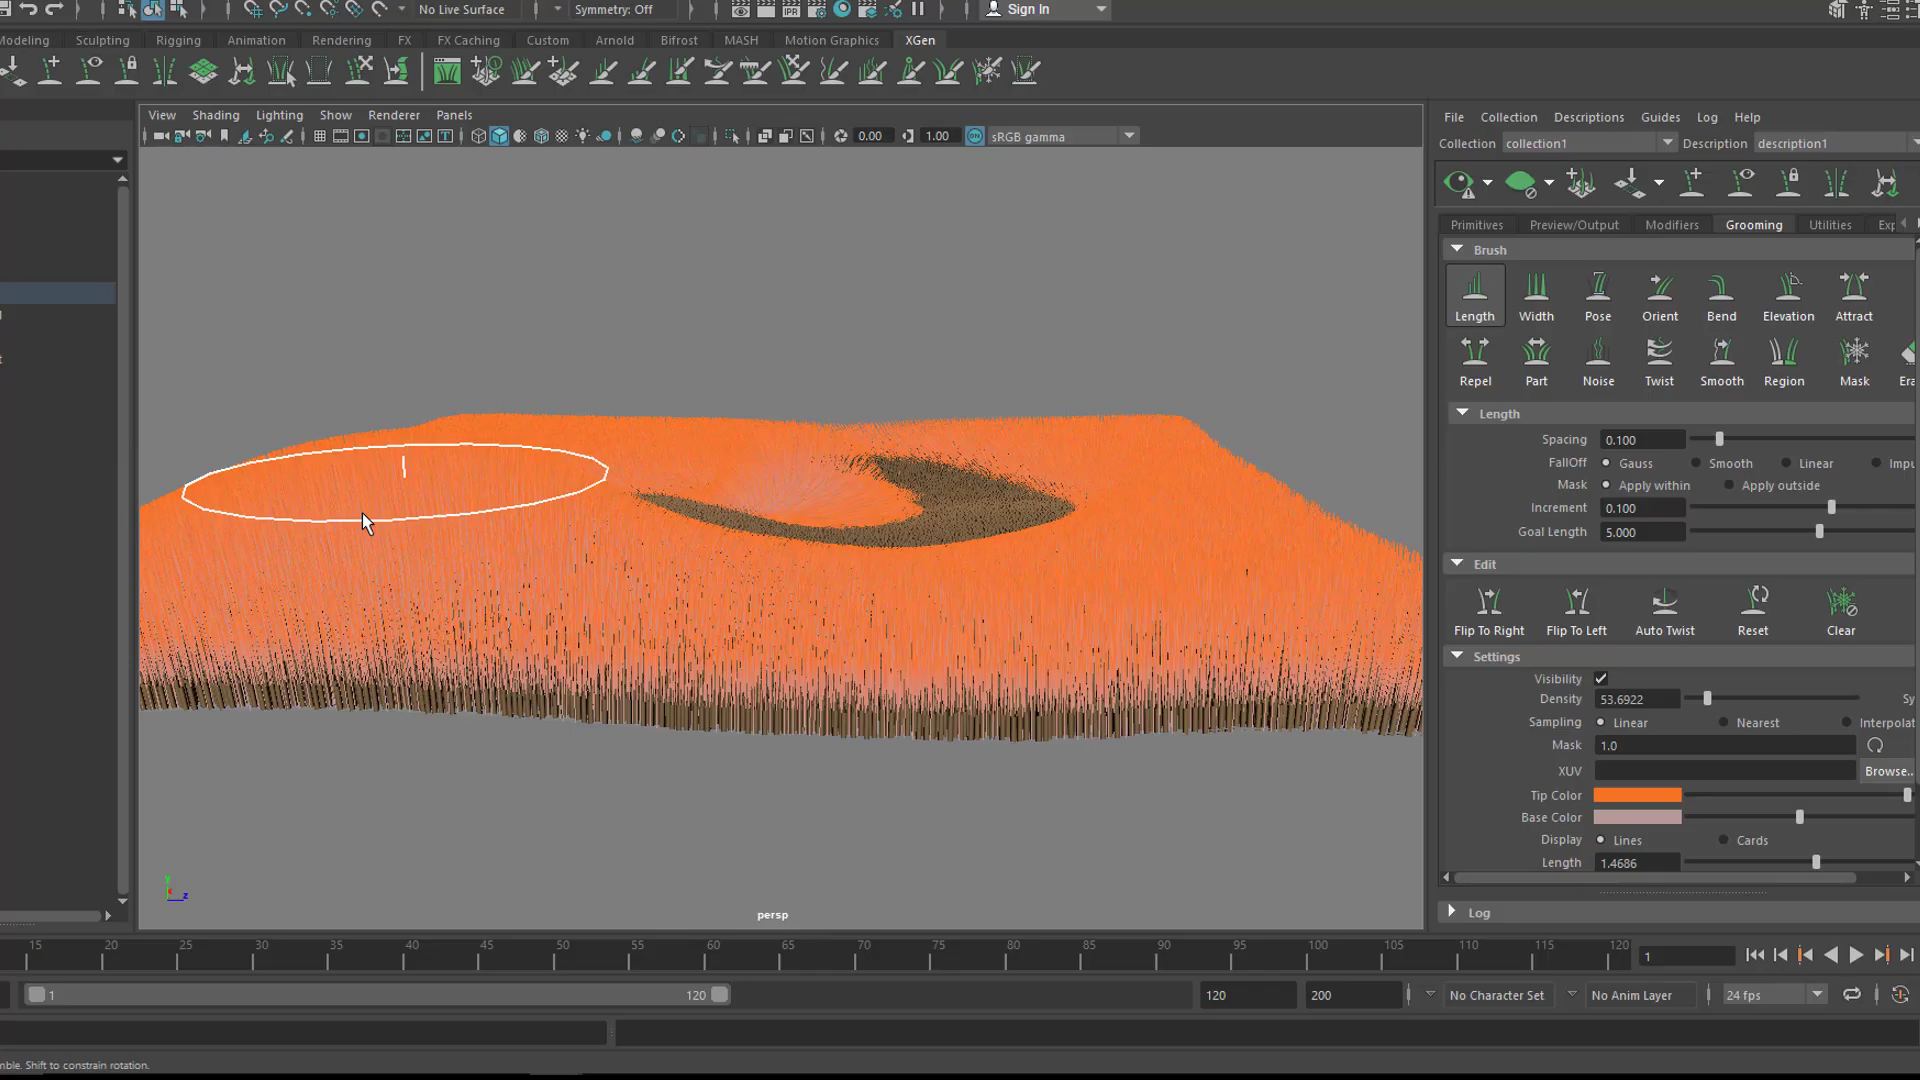 No Live Surface
Symmetry: Off
IPR
Sign In
Modeling Sculpting Rigging Animation Rendering FX FX Caching Custom Arnold Bifrost MASH Motion Graphics XGen
View Shading Lighting Show Renderer Panels
0.00 1.00 ON sRGB gamma
File Collection Descriptions Guides Log Help
Collection collection1 Description description1
Primitives Preview/Output Modifiers Grooming Utilities Exp
Brush
Length Width Pose Orient Bend Elevation Attract
Repel Part Noise Twist Smooth Region Mask Era
Length
Spacing 0.100
FallOff Gauss Smooth Linear Impu
Mask Apply within Apply outside
Increment 0.100
Goal Length 5.000
Edit
Flip To Right Flip To Left Auto Twist Reset Clear
Settings
Visibility
Density 53.6922 Sy
Sampling Linear Nearest Interpolat
Mask 1.0
XUV Browse..
Tip Color
Base Color
Display Lines Cards
Length 1.4686
Log
y
z
persp
15 20 25 30 35 40 45 50 55 60 65 70 75 80 85 90 95 100 105 110 115 120
1
1 120 120 200 No Character Set No Anim Layer 24 fps
mble. Shift to constrain rotation.